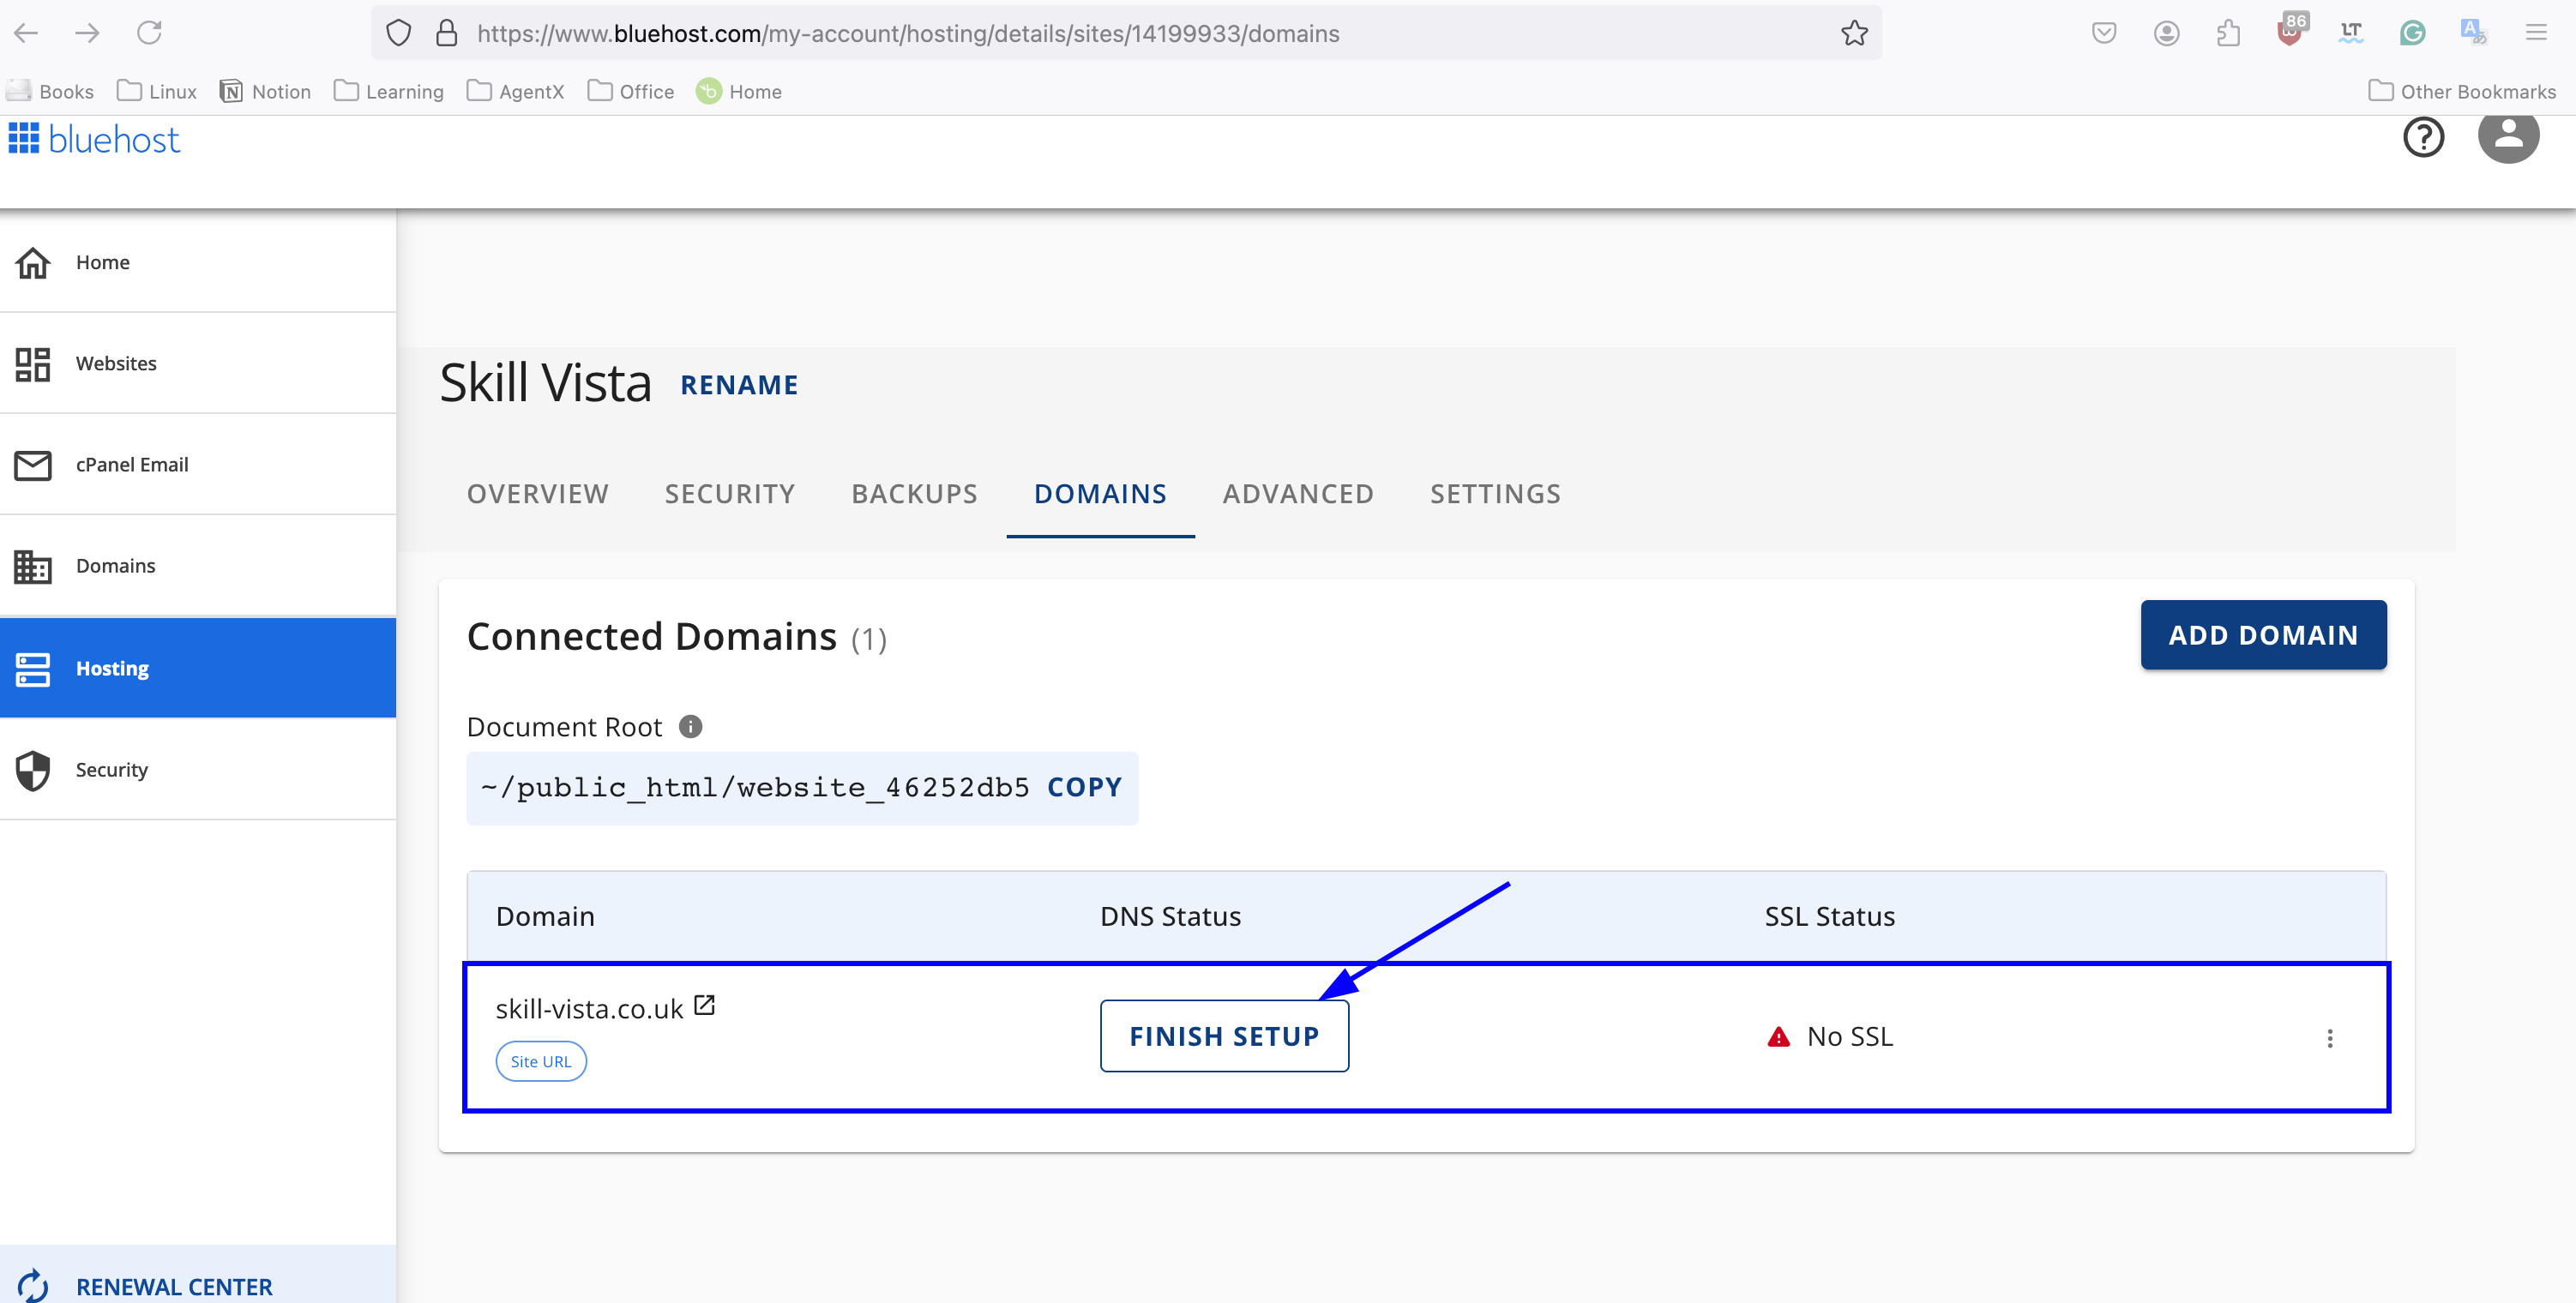 https://www.bluehost.com/my-account/hosting/details/sites/14199933/domains
86
Books Linux Notion Learning AgentX Office Home Other Bookmarks
bluehost
Home
Websites
cPanel Email
Domains
Hosting
Security
RENEWAL CENTER
Skill Vista RENAME
OVERVIEW SECURITY BACKUPS DOMAINS ADVANCED SETTINGS
Connected Domains (1) ADD DOMAIN
Document Root
~/public_html/website_46252db5 COPY
Domain DNS Status SSL Status
skill-vista.co.uk
Site URL
FINISH SETUP
No SSL